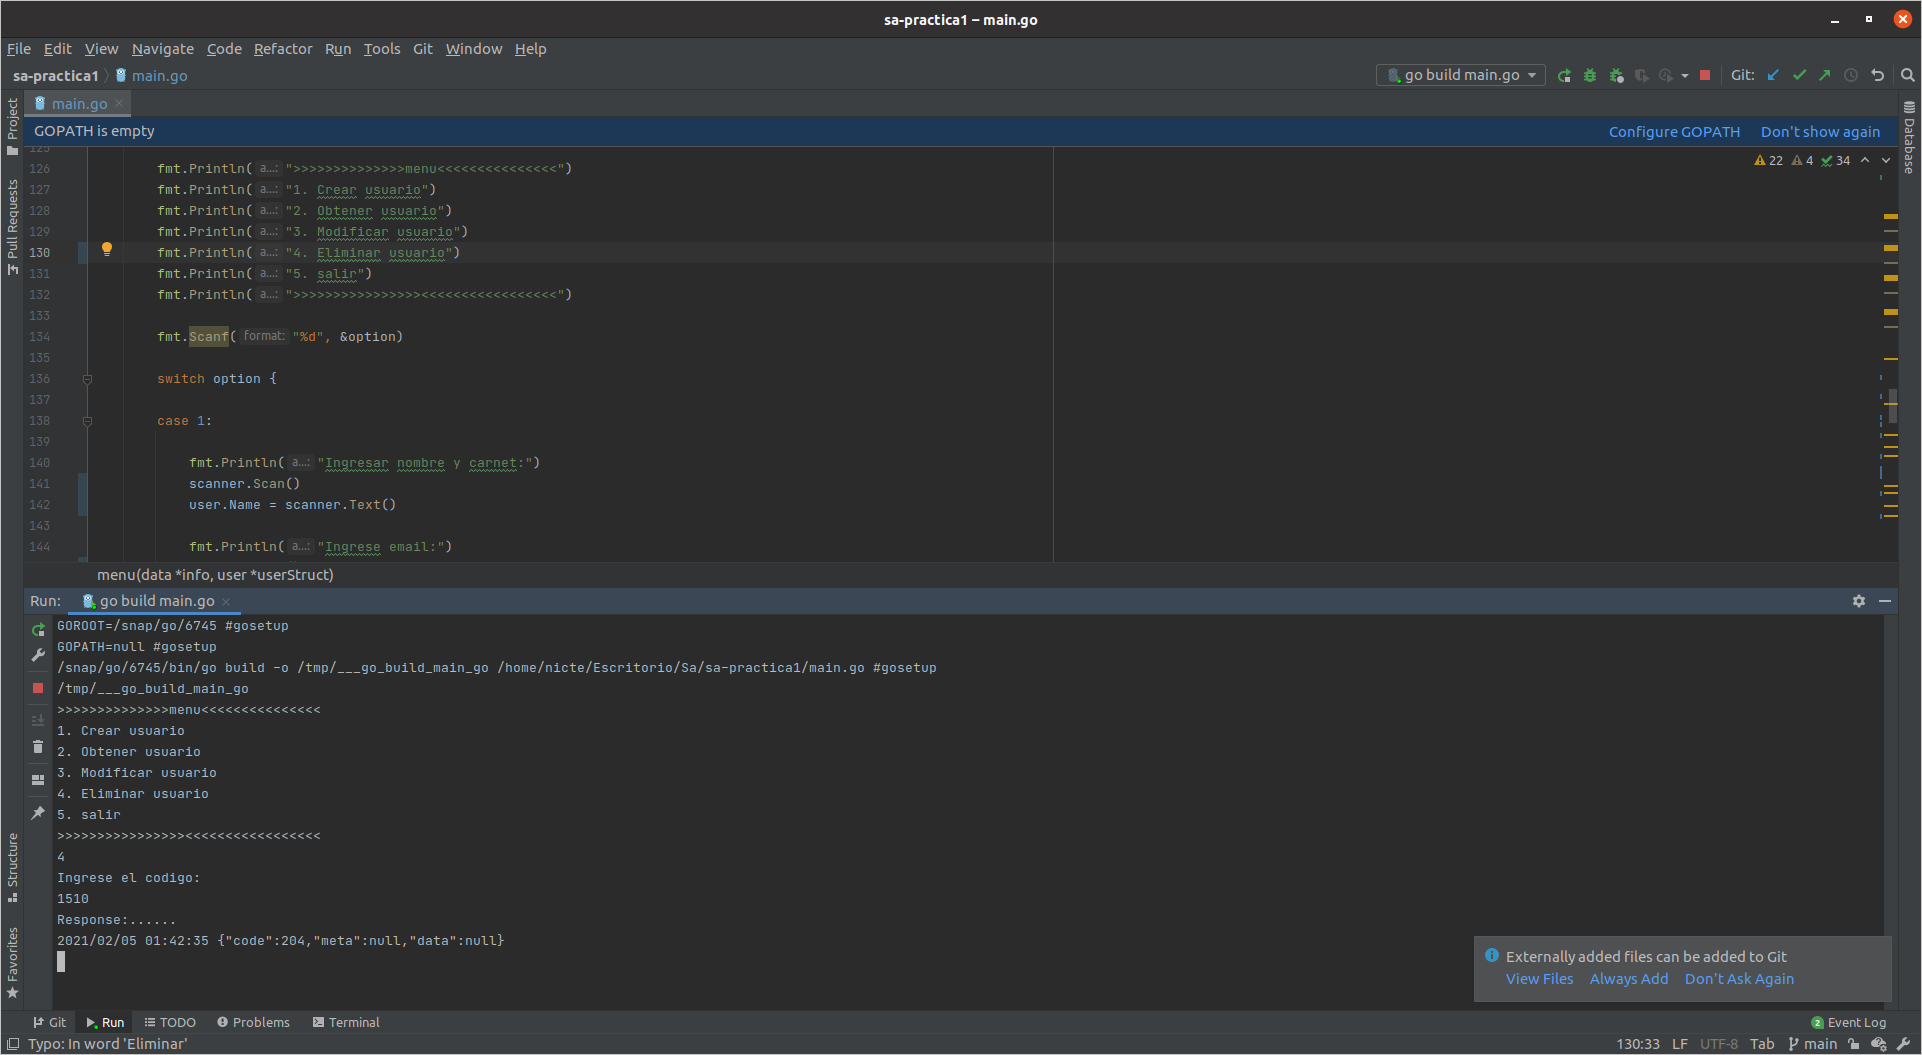 sa-practica1 – main.go
File Edit View Navigate Code Refactor Run Tools Git Window Help
sa-practica1 main.go go build main.go Git:
main.go
GOPATH is empty Configure GOPATH Don't show again
Project
Pull Requests
Structure
Favorites
Database
22 4 34
125
126 fmt.Println( a...: ">>>>>>>>>>>>>>menu<<<<<<<<<<<<<<<")
127 fmt.Println( a...: "1. Crear usuario")
128 fmt.Println( a...: "2. Obtener usuario")
129 fmt.Println( a...: "3. Modificar usuario")
130 fmt.Println( a...: "4. Eliminar usuario")
131 fmt.Println( a...: "5. salir")
132 fmt.Println( a...: ">>>>>>>>>>>>>>>><<<<<<<<<<<<<<<<<")
133
134 fmt.Scanf( format: "%d", &option)
135
136 switch option {
137
138 case 1:
139
140 fmt.Println( a...: "Ingresar nombre y carnet:")
141 scanner.Scan()
142 user.Name = scanner.Text()
143
144 fmt.Println( a...: "Ingrese email:")
menu(data *info, user *userStruct)
Run: go build main.go
GOROOT=/snap/go/6745 #gosetup
GOPATH=null #gosetup
/snap/go/6745/bin/go build -o /tmp/___go_build_main_go /home/nicte/Escritorio/Sa/sa-practica1/main.go #gosetup
/tmp/___go_build_main_go
>>>>>>>>>>>>>>menu<<<<<<<<<<<<<<<
1. Crear usuario
2. Obtener usuario
3. Modificar usuario
4. Eliminar usuario
5. salir
>>>>>>>>>>>>>>>><<<<<<<<<<<<<<<<<
4
Ingrese el codigo:
1510
Response:......
2021/02/05 01:42:35 {"code":204,"meta":null,"data":null}
Externally added files can be added to Git
View Files Always Add Don't Ask Again
Git Run TODO Problems Terminal 2 Event Log
Typo: In word 'Eliminar' 130:33 LF UTF-8 Tab main